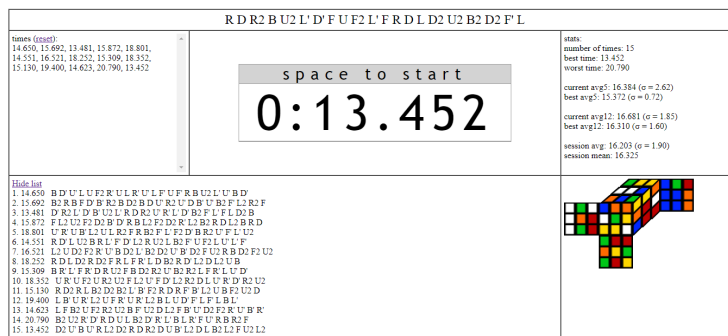 R D R2 B U2 L' D' F U F2 L' F R D L D2 U2 B2 D2 F' L
times (reset):
14.650, 15.692, 13.481, 15.872, 18.801,
14.551, 16.521, 18.252, 15.309, 18.352,
15.130, 19.400, 14.623, 20.790, 13.452
space to start
0:13.452
stats:
number of times: 15
best time: 13.452
worst time: 20.790
current avg5: 16.384 (σ = 2.62)
best avg5: 15.372 (σ = 0.72)
current avg12: 16.681 (σ = 1.85)
best avg12: 16.310 (σ = 1.60)
session avg: 16.203 (σ = 1.90)
session mean: 16.325
Hide list
1. 14.650 B D' U' L U F2 R' U L R' U L F U' F' R B U2 L' U' B D'
2. 15.692 B2 R B F D' B' R2 B D2 B D U' R2 U' D B' U B2 F' L2 R2 F
3. 13.481 D' R2 L' D' B' U2 L' R D R2 U' R' L' D' B2 F' L' F L D2 B
4. 15.872 F L2 U2 F2 D2 B' D' R B L2 F2 D2 R' L2 B2 R D L2 B R D
5. 18.801 U' R' U B' L2 U L R2 F R B2 F' L' F2 D' B R2 U F' L' U2
6. 14.551 R D' L U2 B R L' F' D' L2 R U2 L B2 F' U F2 L U' L' F'
7. 16.521 L2 U D2 F2 R' U' B D2 L' B2 D2 U' B' D2 F U2 R B D2 F2 U2
8. 18.252 R D L D2 R D2 F R L F R' L D B2 R D' L2 D L2 U B
9. 15.309 B R' L' F R' D R U2 F B D2 R2 U B2 R2 L F R' L U' D'
10. 18.352 U R' U F U R2 U2 F L2 U' F D' L2 R2 D L U' R' D' R2 U2
11. 15.130 R D2 R L B2 D2 B2 L' B' F2 R D R F' B' L2 U B F2 U2 D
12. 19.400 L B' U R' L2 U F R' U R' L2 B L U D' F' L F' L B L'
13. 14.623 L F B2 U F2 R2 U2 B F' U2 D L2 F B' U' D2 F2 R' U' B' R'
14. 20.790 B2 U2 R' D' R D U L B2 D' R' L' B L R' F U' R B R2 F
15. 13.452 D2 U' B U' R' L2 D2 R D R2 D U B' L2 D L B2 L2 F U2 L2